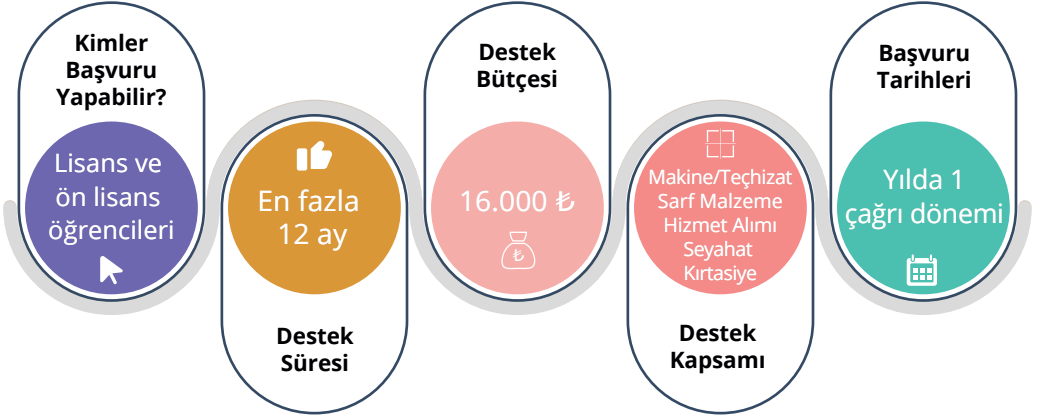 Kimler
Başvuru
Yapabilir?
Lisans ve
ön lisans
öğrencileri
En fazla
12 ay
Destek
Süresi
Destek
Bütçesi
16.000 ₺
₺
Makine/Teçhizat
Sarf Malzeme
Hizmet Alımı
Seyahat
Kırtasiye
Destek
Kapsamı
Başvuru
Tarihleri
Yılda 1
çağrı dönemi